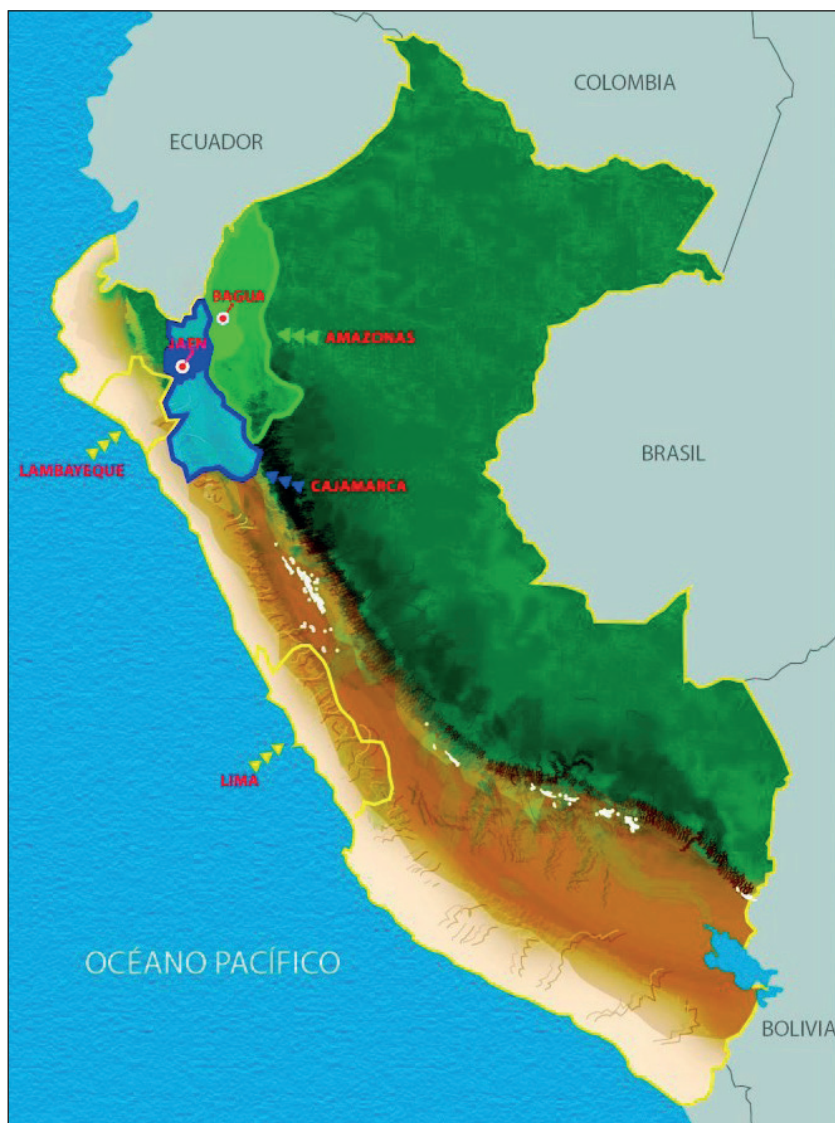 COLOMBIA
ECUADOR
BAGUA
AMAZONAS
JAEN
BRASIL
LAMBAYEQUE
CAJAMARCA
LIMA
OCÉANO PACÍFICO
BOLIVIA